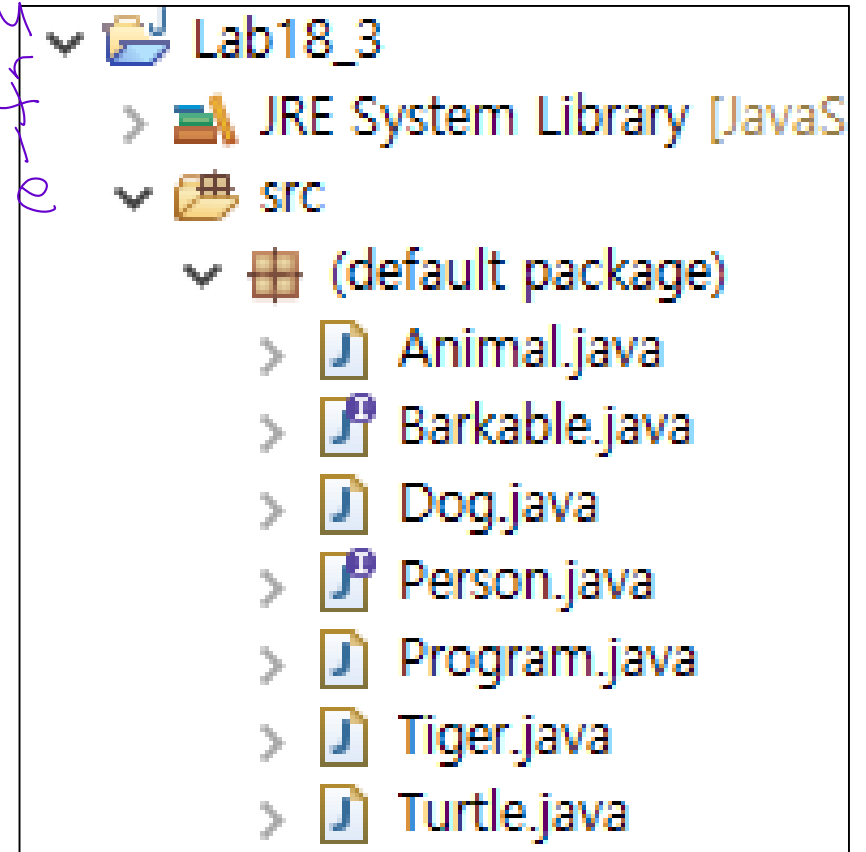 Lab18_3
JRE System Library [JavaS
src
(default package)
Animal.java
Barkable.java
Dog.java
Person.java
Program.java
Tiger.java
Turtle.java